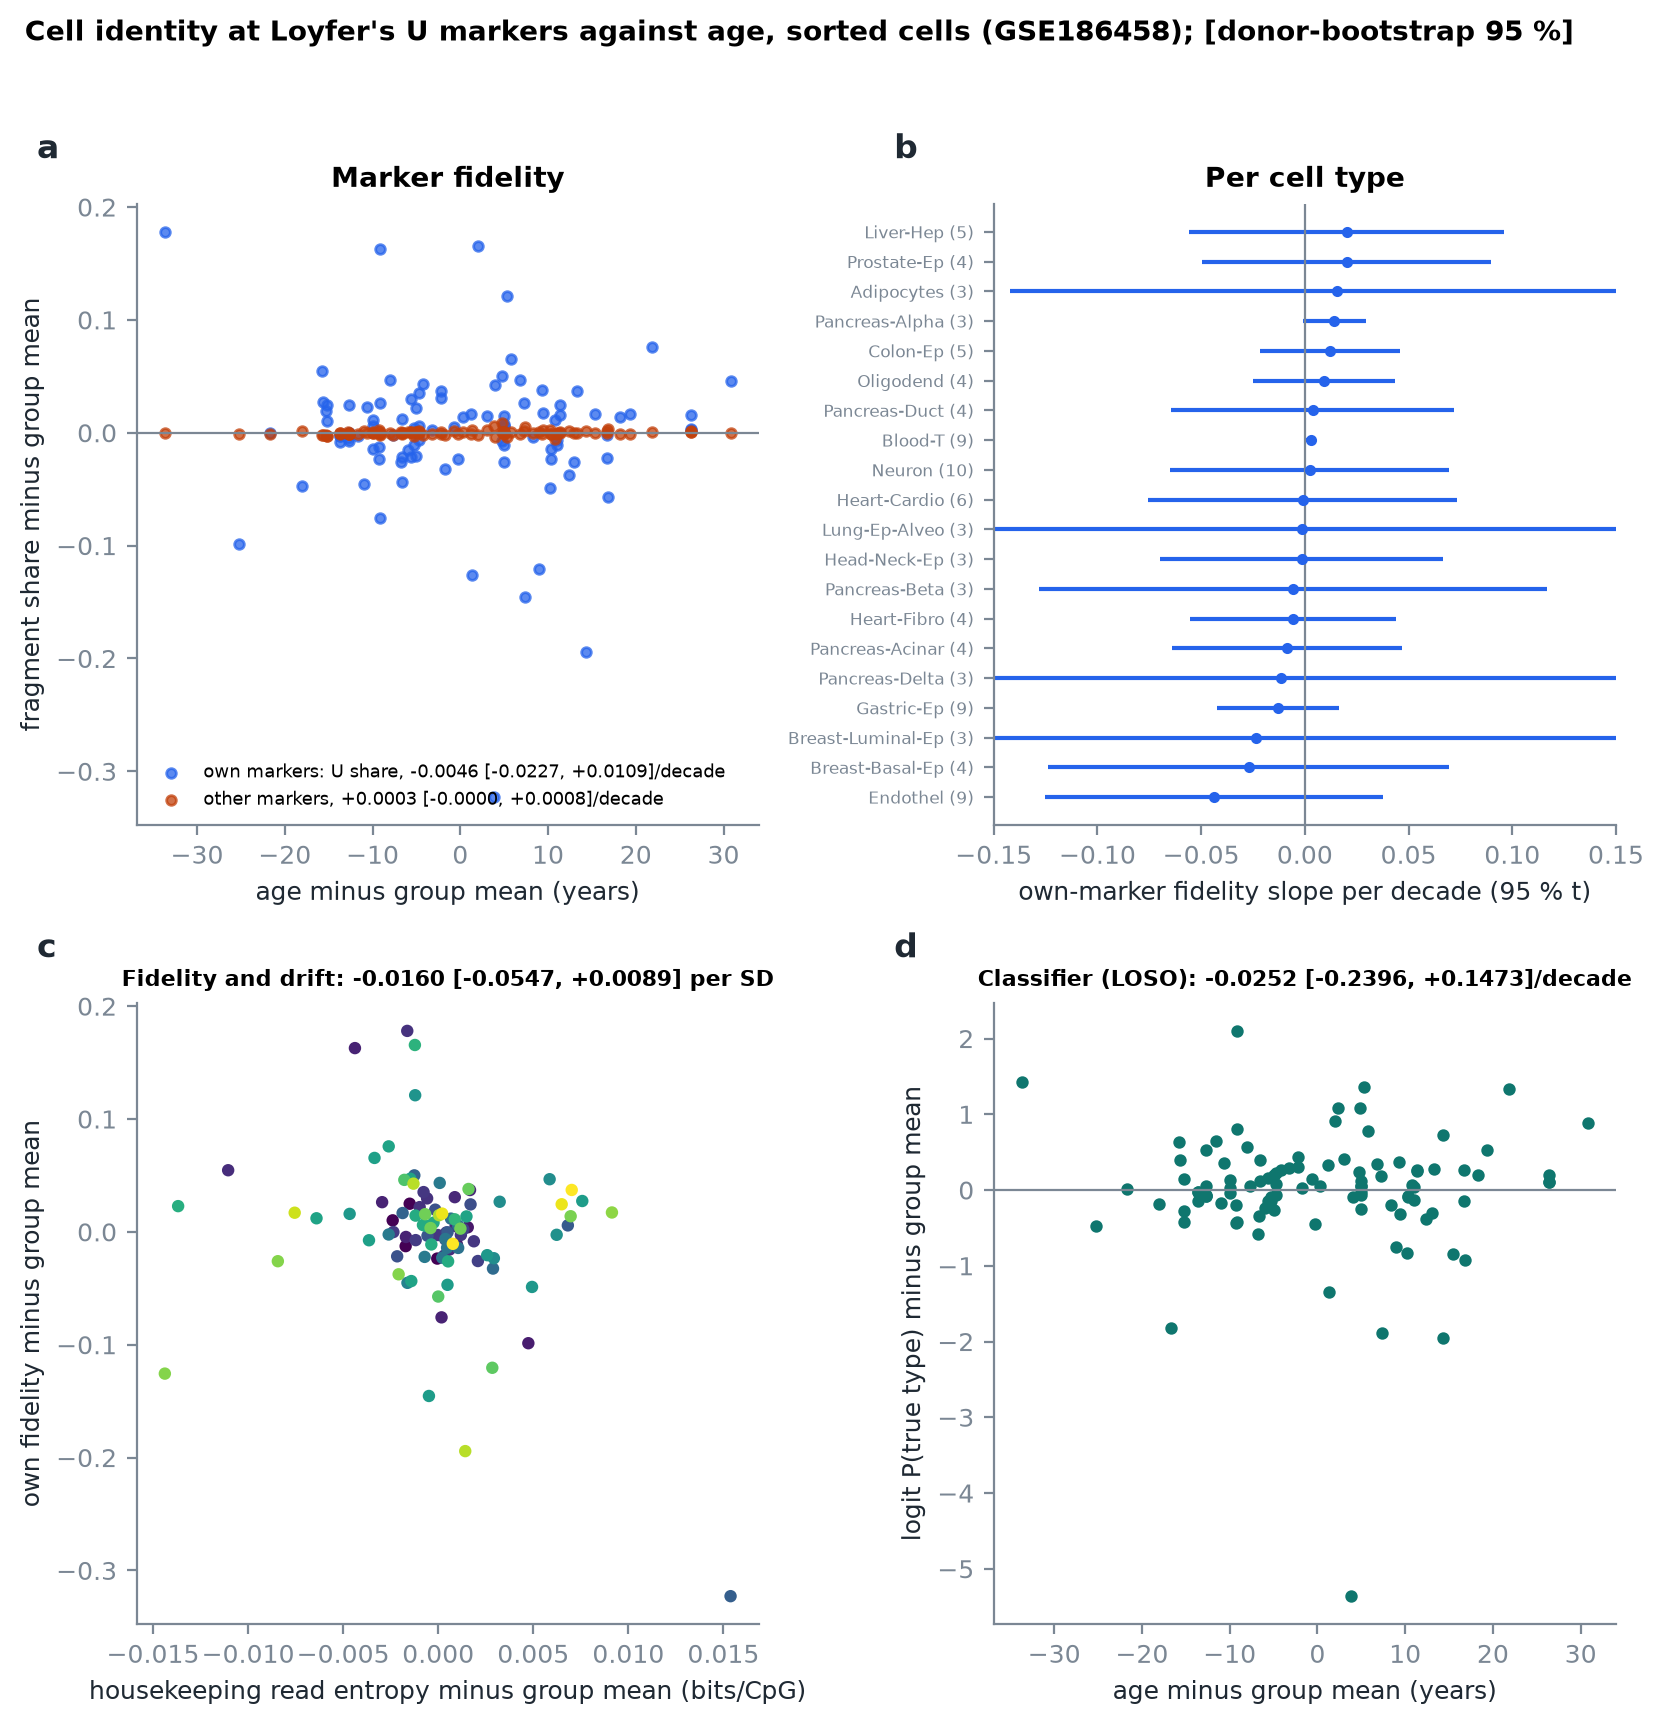 Cell identity at Loyfer's U markers against age, sorted cells (GSE186458); [donor-bootstrap 95 %]
a
Marker fidelity
fragment share minus group mean
0.2
0.1
0.0
−0.1
−0.2
−0.3
own markers: U share, -0.0046 [-0.0227, +0.0109]/decade
other markers, +0.0003 [-0.0000, +0.0008]/decade
−30
−20
−10
0
10
20
30
age minus group mean (years)
b
Per cell type
Liver-Hep (5)
Prostate-Ep (4)
Adipocytes (3)
Pancreas-Alpha (3)
Colon-Ep (5)
Oligodend (4)
Pancreas-Duct (4)
Blood-T (9)
Neuron (10)
Heart-Cardio (6)
Lung-Ep-Alveo (3)
Head-Neck-Ep (3)
Pancreas-Beta (3)
Heart-Fibro (4)
Pancreas-Acinar (4)
Pancreas-Delta (3)
Gastric-Ep (9)
Breast-Luminal-Ep (3)
Breast-Basal-Ep (4)
Endothel (9)
−0.15
−0.10
−0.05
0.00
0.05
0.10
0.15
own-marker fidelity slope per decade (95 % t)
c
Fidelity and drift: -0.0160 [-0.0547, +0.0089] per SD
own fidelity minus group mean
0.2
0.1
0.0
−0.1
−0.2
−0.3
−0.015
−0.010
−0.005
0.000
0.005
0.010
0.015
housekeeping read entropy minus group mean (bits/CpG)
d
Classifier (LOSO): -0.0252 [-0.2396, +0.1473]/decade
logit P(true type) minus group mean
2
1
0
−1
−2
−3
−4
−5
−30
−20
−10
0
10
20
30
age minus group mean (years)